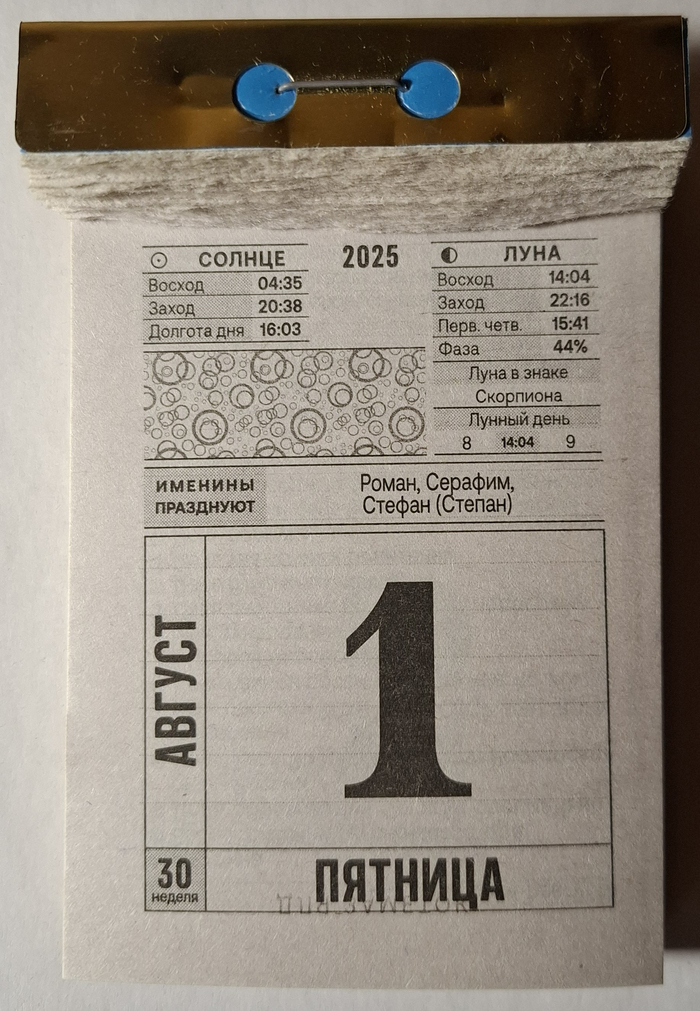 СОЛНЦЕ
Восход 04:35
Заход 20:38
Долгота дня 16:03
2025
ЛУНА
Восход 14:04
Заход 22:16
Перв. четв. 15:41
Фаза 44%
Луна в знаке
Скорпиона
Лунный день
8 14:04 9
ИМЕНИНЫ
ПРАЗДНУЮТ
Роман, Серафим,
Стефан (Степан)
АВГУСТ
1
30
неделя
ПЯТНИЦА
ДЛЯ ЗАМЕТОК